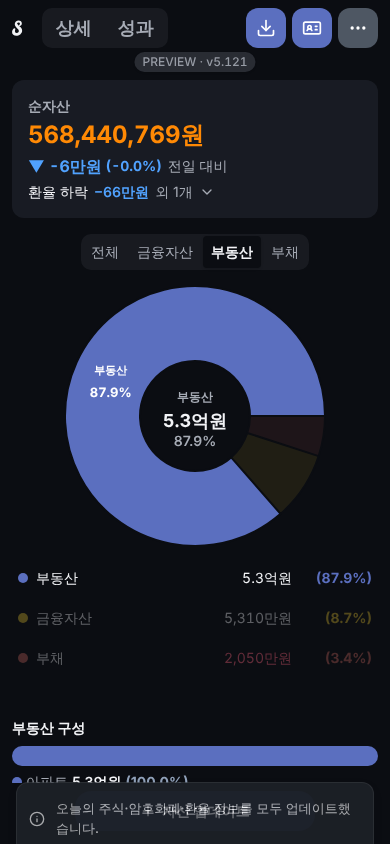 상세 성과
PREVIEW · v5.121
순자산
568,440,769원
▼ -6만원 (-0.0%) 전일 대비
환율 하락 -66만원 외 1개
전체 금융자산 부동산 부채
부동산
87.9%
부동산
5.3억원
87.9%
부동산 5.3억원 (87.9%)
금융자산 5,310만원 (8.7%)
부채 2,050만원 (3.4%)
부동산 구성
아파트 5.3억원 (100.0%)
오늘의 주식·암호화폐·환율 정보를 모두 업데이트했
습니다.